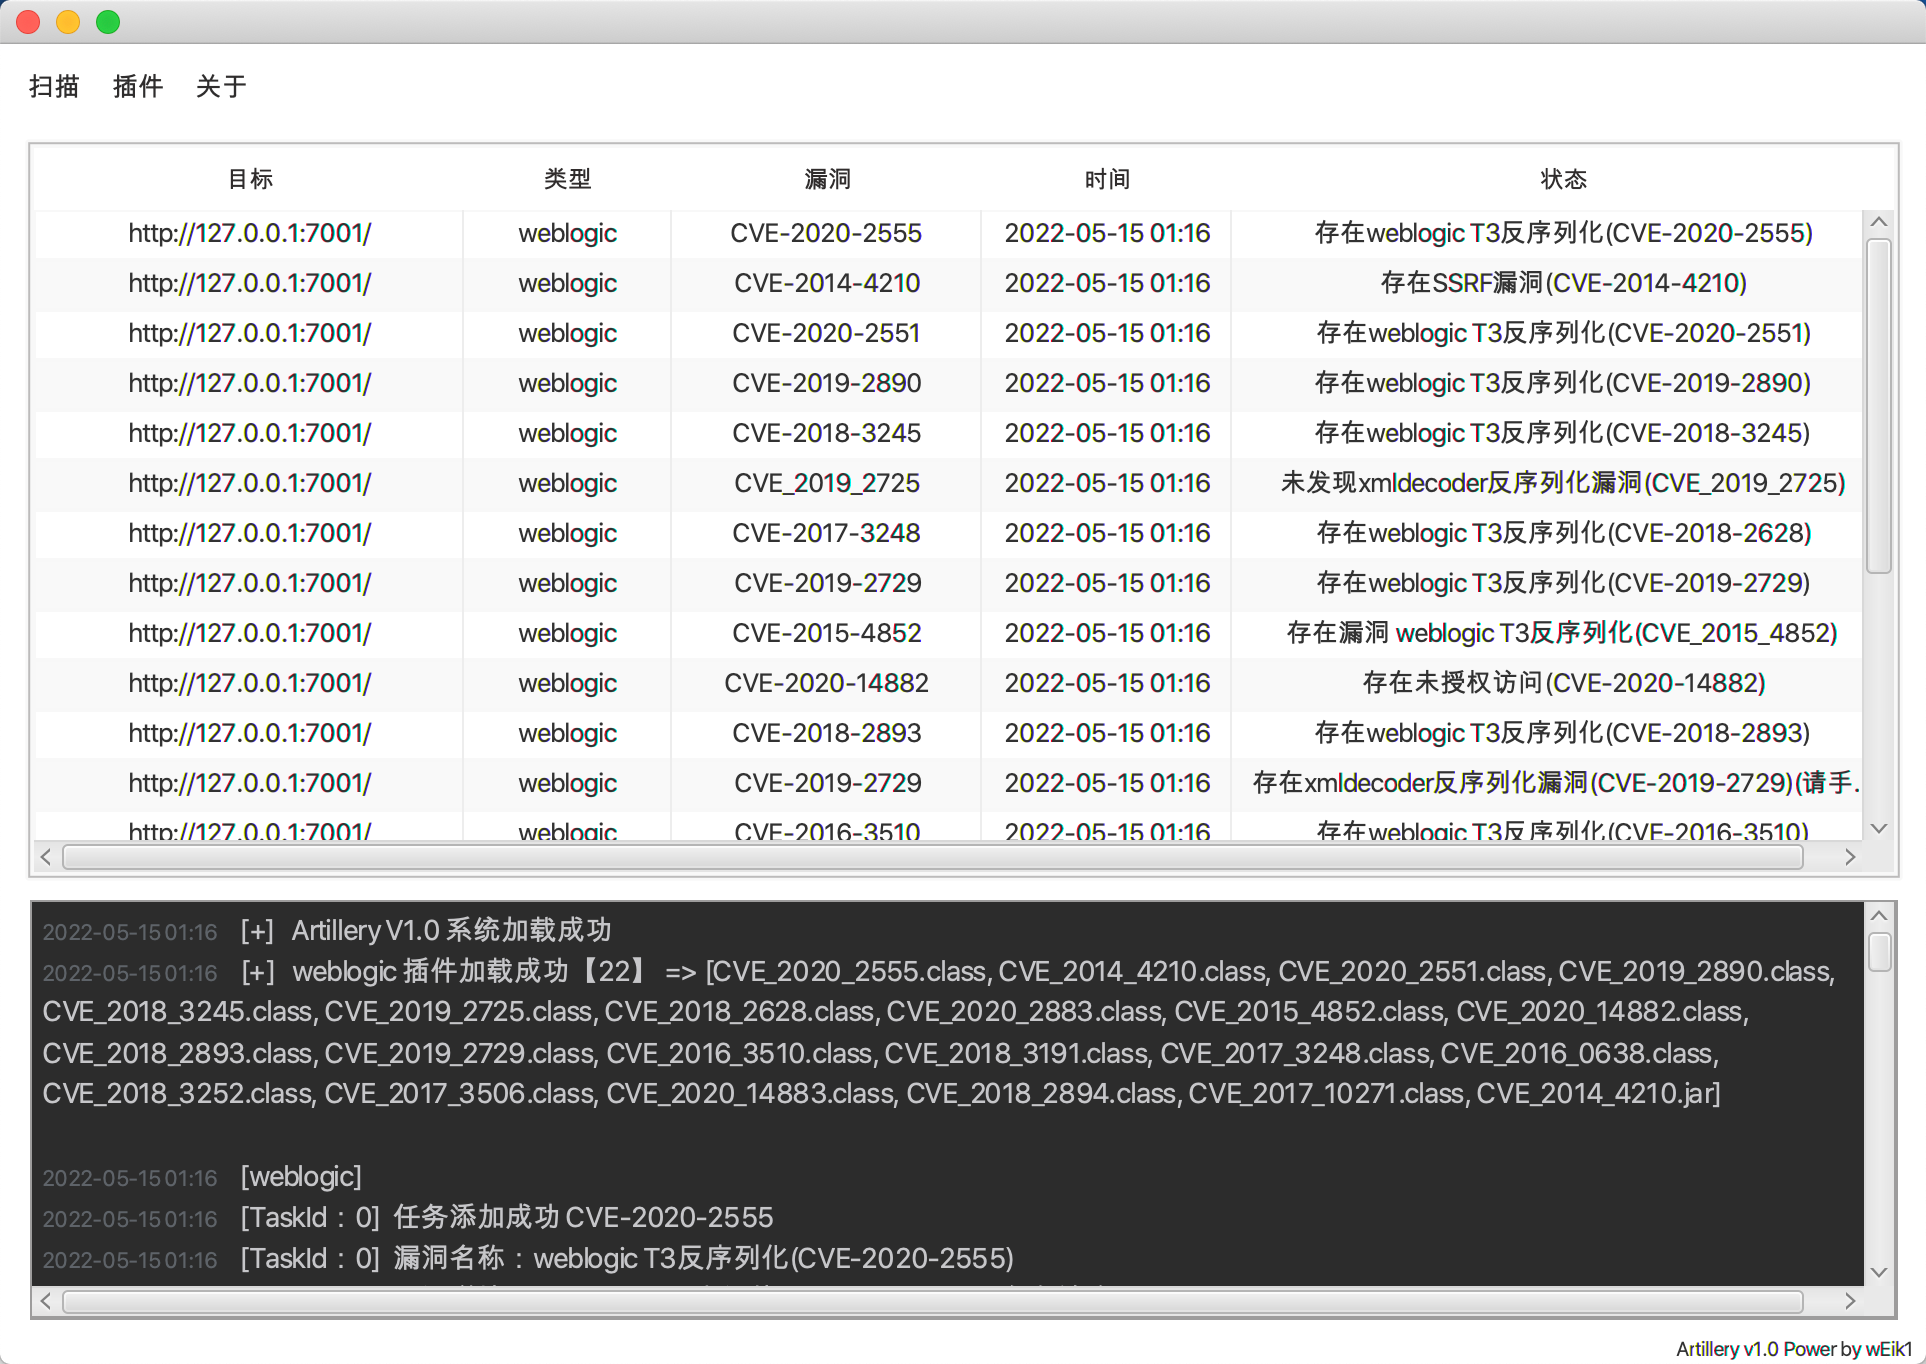 扫描 插件 关于
目标 类型 漏洞 时间 状态
http://127.0.0.1:7001/ weblogic CVE-2020-2555 2022-05-15 01:16 存在weblogic T3反序列化(CVE-2020-2555)
http://127.0.0.1:7001/ weblogic CVE-2014-4210 2022-05-15 01:16 存在SSRF漏洞(CVE-2014-4210)
http://127.0.0.1:7001/ weblogic CVE-2020-2551 2022-05-15 01:16 存在weblogic T3反序列化(CVE-2020-2551)
http://127.0.0.1:7001/ weblogic CVE-2019-2890 2022-05-15 01:16 存在weblogic T3反序列化(CVE-2019-2890)
http://127.0.0.1:7001/ weblogic CVE-2018-3245 2022-05-15 01:16 存在weblogic T3反序列化(CVE-2018-3245)
http://127.0.0.1:7001/ weblogic CVE_2019_2725 2022-05-15 01:16 未发现xmldecoder反序列化漏洞(CVE_2019_2725)
http://127.0.0.1:7001/ weblogic CVE-2017-3248 2022-05-15 01:16 存在weblogic T3反序列化(CVE-2018-2628)
http://127.0.0.1:7001/ weblogic CVE-2019-2729 2022-05-15 01:16 存在weblogic T3反序列化(CVE-2019-2729)
http://127.0.0.1:7001/ weblogic CVE-2015-4852 2022-05-15 01:16 存在漏洞 weblogic T3反序列化(CVE_2015_4852)
http://127.0.0.1:7001/ weblogic CVE-2020-14882 2022-05-15 01:16 存在未授权访问(CVE-2020-14882)
http://127.0.0.1:7001/ weblogic CVE-2018-2893 2022-05-15 01:16 存在weblogic T3反序列化(CVE-2018-2893)
http://127.0.0.1:7001/ weblogic CVE-2019-2729 2022-05-15 01:16 存在xmldecoder反序列化漏洞(CVE-2019-2729)(请手.
http://127.0.0.1:7001/ weblogic CVE-2016-3510 2022-05-15 01:16 存在weblogic T3反序列化(CVE-2016-3510)
2022-05-15 01:16 [+] Artillery V1.0 系统加载成功
2022-05-15 01:16 [+] weblogic 插件加载成功【22】 => [CVE_2020_2555.class, CVE_2014_4210.class, CVE_2020_2551.class, CVE_2019_2890.class,
CVE_2018_3245.class, CVE_2019_2725.class, CVE_2018_2628.class, CVE_2020_2883.class, CVE_2015_4852.class, CVE_2020_14882.class,
CVE_2018_2893.class, CVE_2019_2729.class, CVE_2016_3510.class, CVE_2018_3191.class, CVE_2017_3248.class, CVE_2016_0638.class,
CVE_2018_3252.class, CVE_2017_3506.class, CVE_2020_14883.class, CVE_2018_2894.class, CVE_2017_10271.class, CVE_2014_4210.jar]
2022-05-15 01:16 [weblogic]
2022-05-15 01:16 [TaskId：0] 任务添加成功 CVE-2020-2555
2022-05-15 01:16 [TaskId：0] 漏洞名称：weblogic T3反序列化(CVE-2020-2555)
Artillery v1.0 Power by wEik1